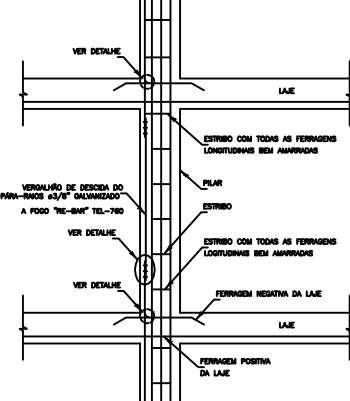 VER DETALHE
LAJE
ESTRIBO COM TODAS AS FERRAGENS
LONGITUDINAIS BEM AMARRADAS
PILAR
VERGALHÃO DE DESCIDA DO
PÁRA-RAIOS ø3/8" GALVANIZADO
A FOGO "RE-BAR" TEL-760
ESTRIBO
VER DETALHE
ESTRIBO COM TODAS AS FERRAGENS
LOGITUDINAIS BEM AMARRADAS
VER DETALHE
FERRAGEM NEGATIVA DA LAJE
LAJE
FERRAGEM POSITIVA
DA LAJE